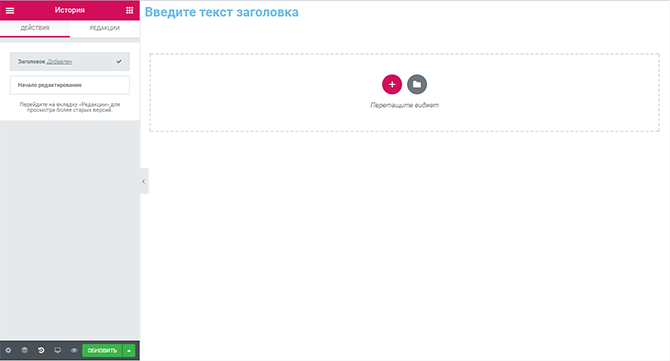 История
ДЕЙСТВИЯ
РЕДАКЦИИ
Заголовок Добавлен
Начало редактирования
Перейдите на вкладку «Редакции» для
просмотра более старых версий.
ОБНОВИТЬ
Введите текст заголовка
Перетащите виджет